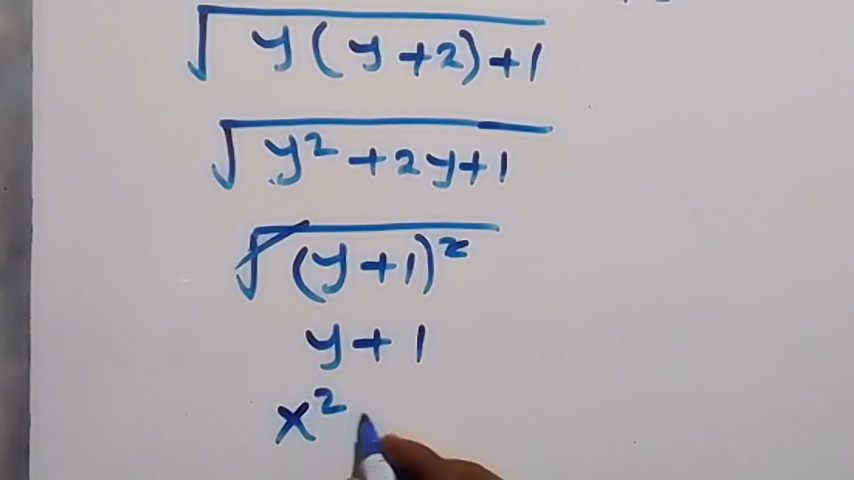 √y(y+2)+1
√y²+2y+1
√(y+1)²
y+1
x²